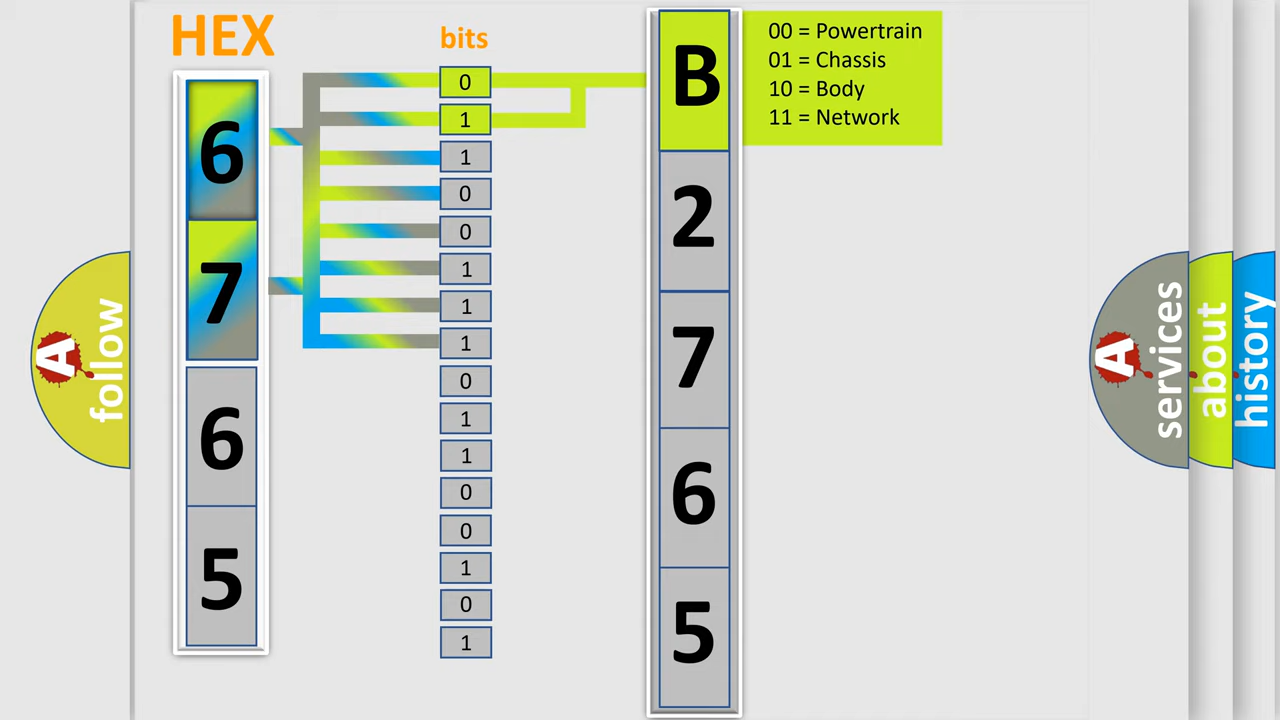 HEX
bits
6
7
6
5
0
1
1
0
0
1
1
1
0
1
1
0
0
1
0
1
B
2
7
6
5
00 = Powertrain
01 = Chassis
10 = Body
11 = Network
A
follow
A
services
about
history